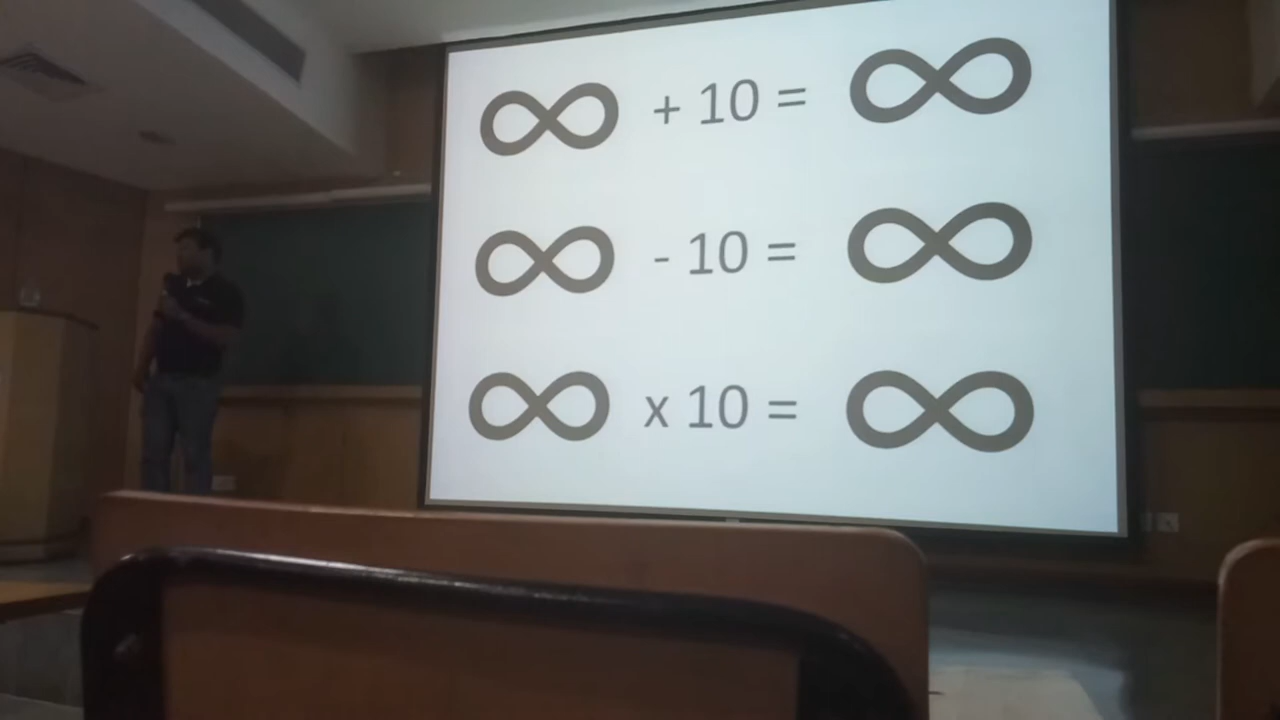 ∞ + 10 = ∞
∞ - 10 = ∞
∞ x 10 = ∞